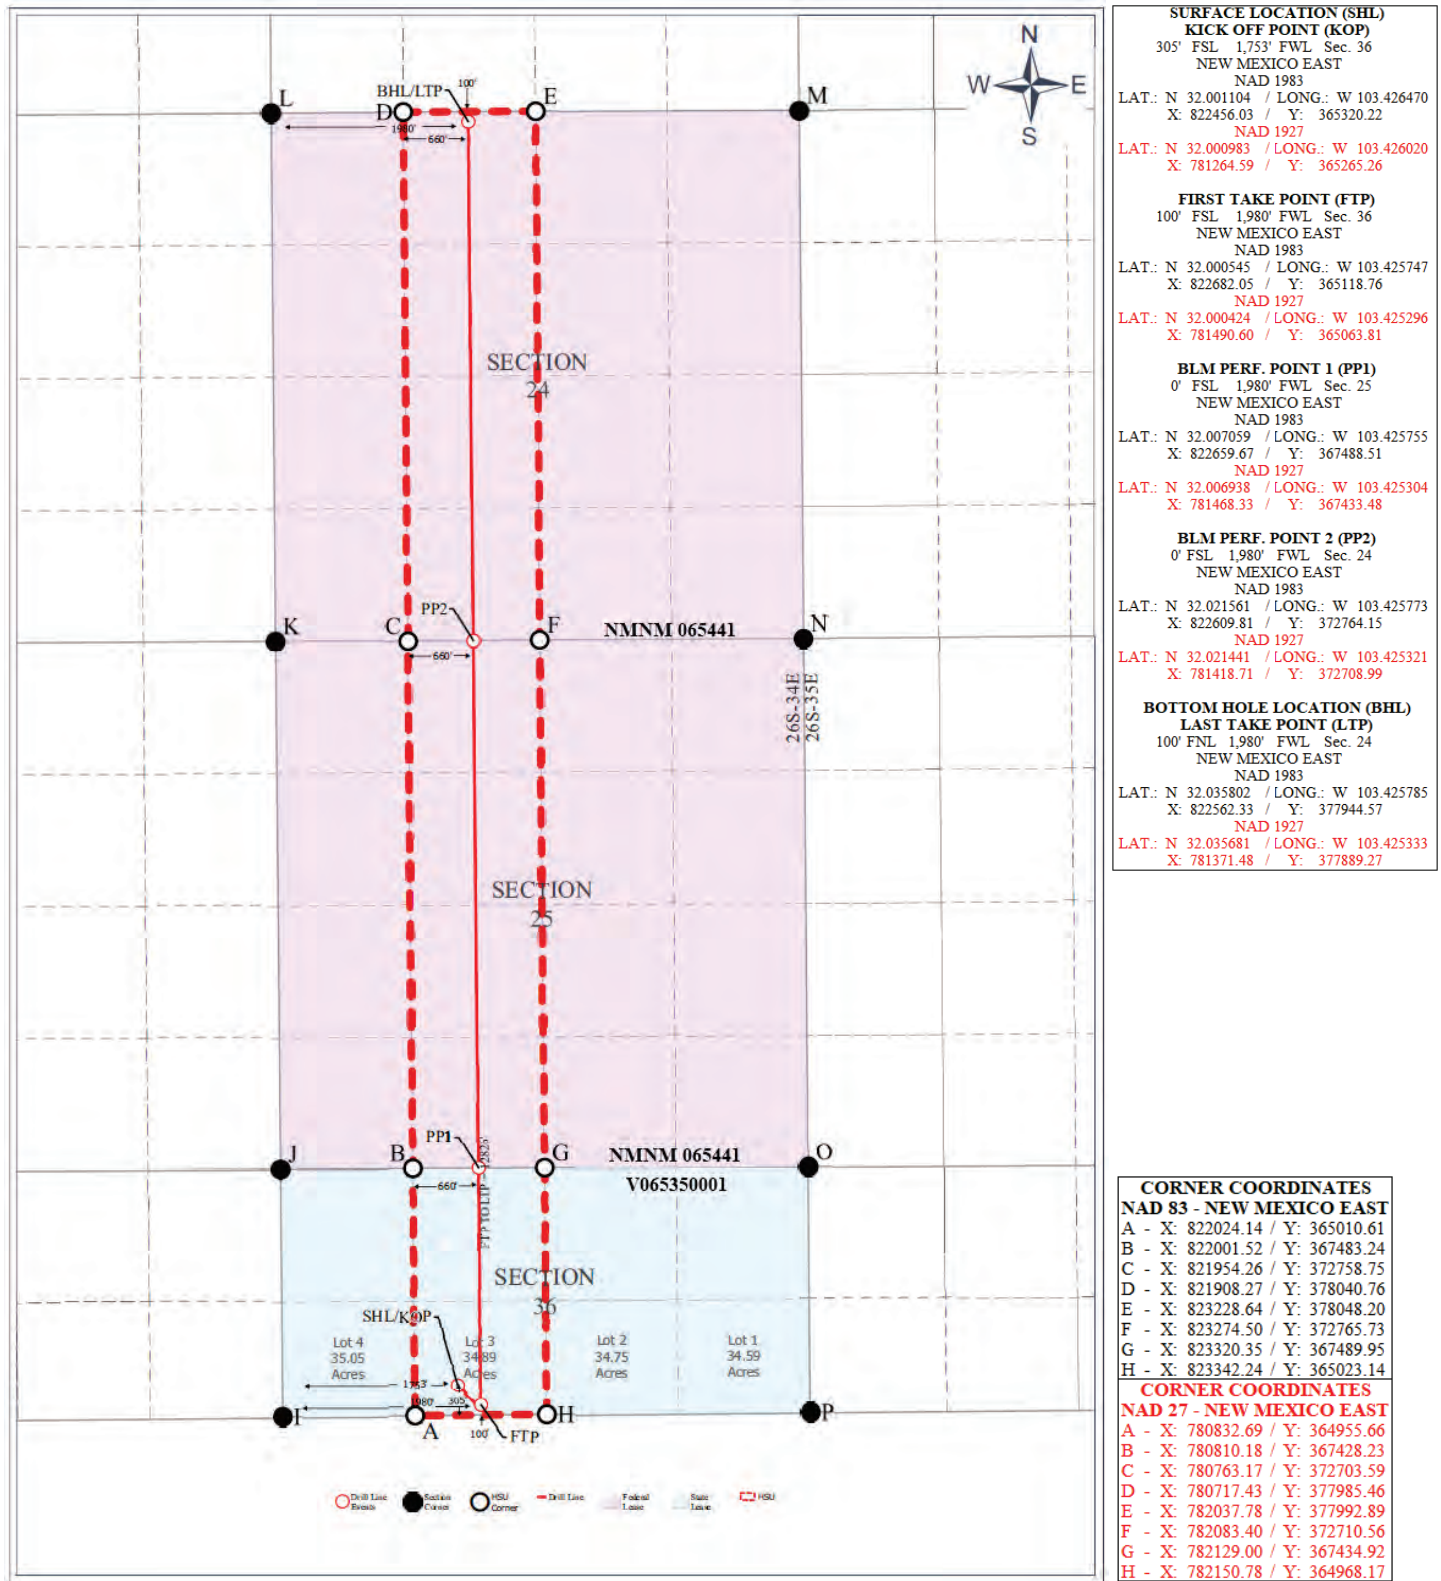 N
W E
S
L
BHL/LTP
100'
D
E
M
1980'
660'
SECTION
24
PP2
K
C
F
NMNM 065441
N
660'
26S-34E
26S-35E
SECTION
25
PP1
J
B
G
NMNM 065441
O
V065350001
660'
FTP TO LTP
SECTION
36
SHL/KOP
Lot 4
35.05
Acres
Lot 3
34.89
Acres
Lot 2
34.75
Acres
Lot 1
34.59
Acres
1753'
1980'
305'
I
A
100'
FTP
H
P
Drill Line
Events
Section
Corner
HSU
Corner
Drill Line
Federal
Lease
State
Lease
HSU
SURFACE LOCATION (SHL)
KICK OFF POINT (KOP)
305' FSL 1,753' FWL Sec. 36
NEW MEXICO EAST
NAD 1983
LAT.: N 32.001104 / LONG.: W 103.426470
X: 822456.03 / Y: 365320.22
NAD 1927
LAT.: N 32.000983 / LONG.: W 103.426020
X: 781264.59 / Y: 365265.26
FIRST TAKE POINT (FTP)
100' FSL 1,980' FWL Sec. 36
NEW MEXICO EAST
NAD 1983
LAT.: N 32.000545 / LONG.: W 103.425747
X: 822682.05 / Y: 365118.76
NAD 1927
LAT.: N 32.000424 / LONG.: W 103.425296
X: 781490.60 / Y: 365063.81
BLM PERF. POINT 1 (PP1)
0' FSL 1,980' FWL Sec. 25
NEW MEXICO EAST
NAD 1983
LAT.: N 32.007059 / LONG.: W 103.425755
X: 822659.67 / Y: 367488.51
NAD 1927
LAT.: N 32.006938 / LONG.: W 103.425304
X: 781468.33 / Y: 367433.48
BLM PERF. POINT 2 (PP2)
0' FSL 1,980' FWL Sec. 24
NEW MEXICO EAST
NAD 1983
LAT.: N 32.021561 / LONG.: W 103.425773
X: 822609.81 / Y: 372764.15
NAD 1927
LAT.: N 32.021441 / LONG.: W 103.425321
X: 781418.71 / Y: 372708.99
BOTTOM HOLE LOCATION (BHL)
LAST TAKE POINT (LTP)
100' FNL 1,980' FWL Sec. 24
NEW MEXICO EAST
NAD 1983
LAT.: N 32.035802 / LONG.: W 103.425785
X: 822562.33 / Y: 377944.57
NAD 1927
LAT.: N 32.035681 / LONG.: W 103.425333
X: 781371.48 / Y: 377889.27
CORNER COORDINATES
NAD 83 - NEW MEXICO EAST
A - X: 822024.14 / Y: 365010.61
B - X: 822001.52 / Y: 367483.24
C - X: 821954.26 / Y: 372758.75
D - X: 821908.27 / Y: 378040.76
E - X: 823228.64 / Y: 378048.20
F - X: 823274.50 / Y: 372765.73
G - X: 823320.35 / Y: 367489.95
H - X: 823342.24 / Y: 365023.14
CORNER COORDINATES
NAD 27 - NEW MEXICO EAST
A - X: 780832.69 / Y: 364955.66
B - X: 780810.18 / Y: 367428.23
C - X: 780763.17 / Y: 372703.59
D - X: 780717.43 / Y: 377985.46
E - X: 782037.78 / Y: 377992.89
F - X: 782083.40 / Y: 372710.56
G - X: 782129.00 / Y: 367434.92
H - X: 782150.78 / Y: 364968.17